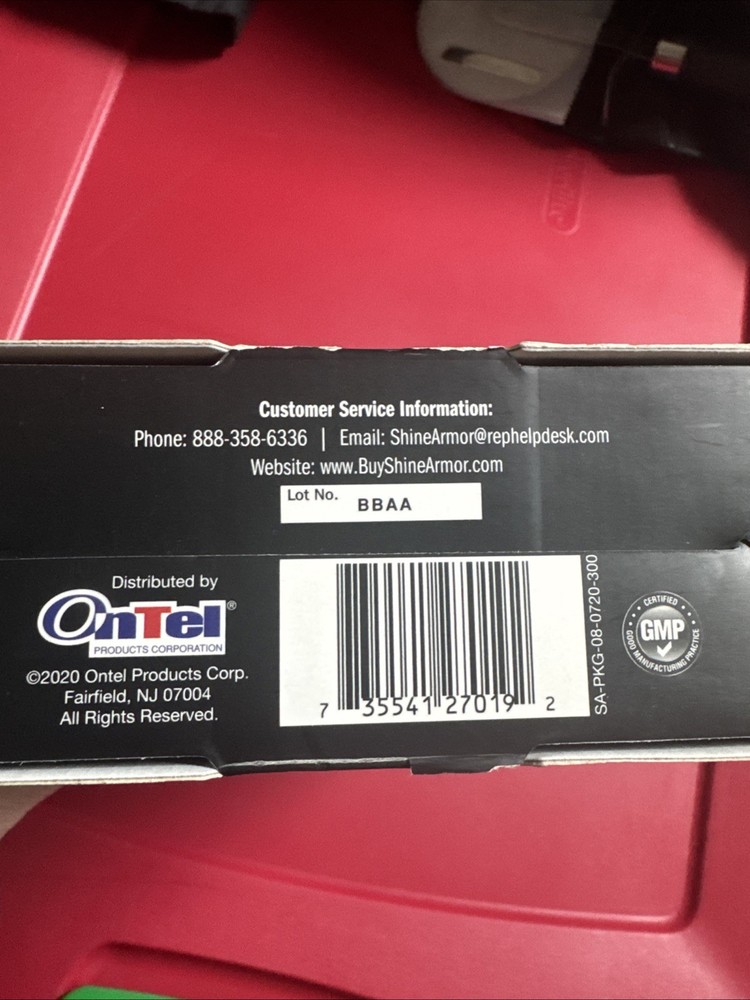 Customer Service Information:
Phone: 888-358-6336 | Email: ShineArmor@rephelpdesk.com
Website: www.BuyShineArmor.com
Lot No. BBAA
Distributed by
OnTel®
PRODUCTS CORPORATION
©2020 Ontel Products Corp.
Fairfield, NJ 07004
All Rights Reserved.
7 35541 27019 2
SA-PKG-08-0720-300
CERTIFIED
GMP
GOOD MANUFACTURING PRACTICE